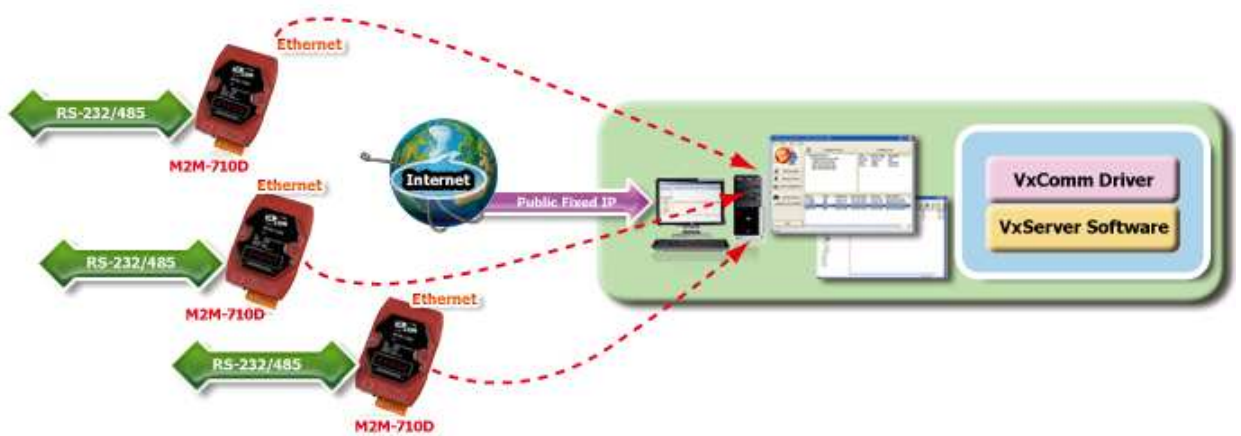 Ethernet
RS-232/485
M2M-710D
Ethernet
Internet
Public Fixed IP
VxComm Driver
VxServer Software
RS-232/485
M2M-710D
Ethernet
RS-232/485
M2M-710D